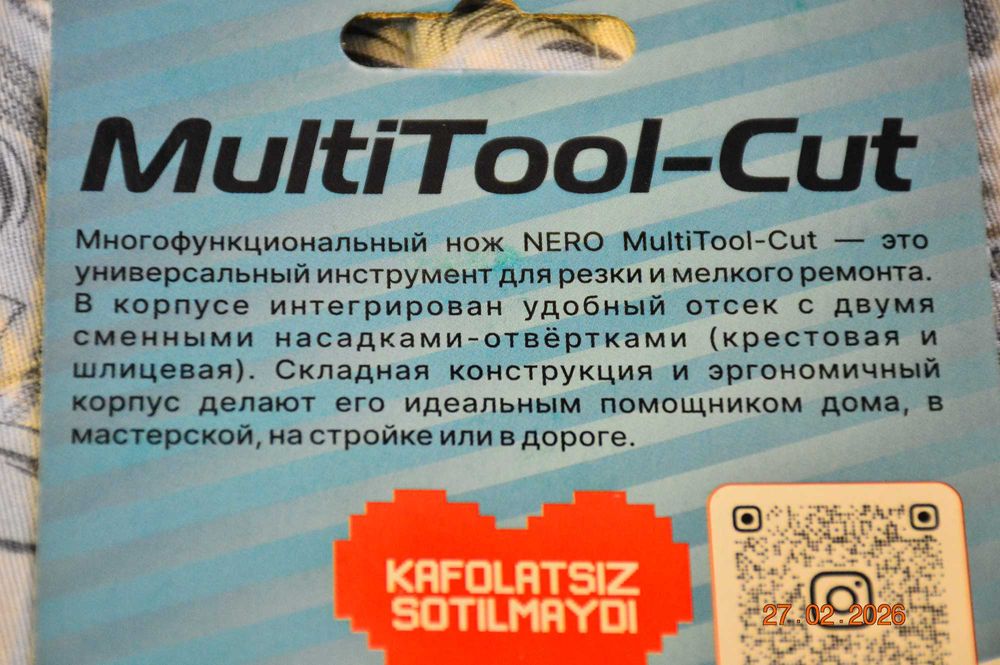 MultiTool-Cut
Многофункциональный нож NERO MultiTool-Cut — это
универсальный инструмент для резки и мелкого ремонта.
В корпусе интегрирован удобный отсек с двумя
сменными насадками-отвёртками (крестовая и
шлицевая). Складная конструкция и эргономичный
корпус делают его идеальным помощником дома, в
мастерской, на стройке или в дороге.
KAFOLATSIZ
SOTILMAYDI
27.02.2026